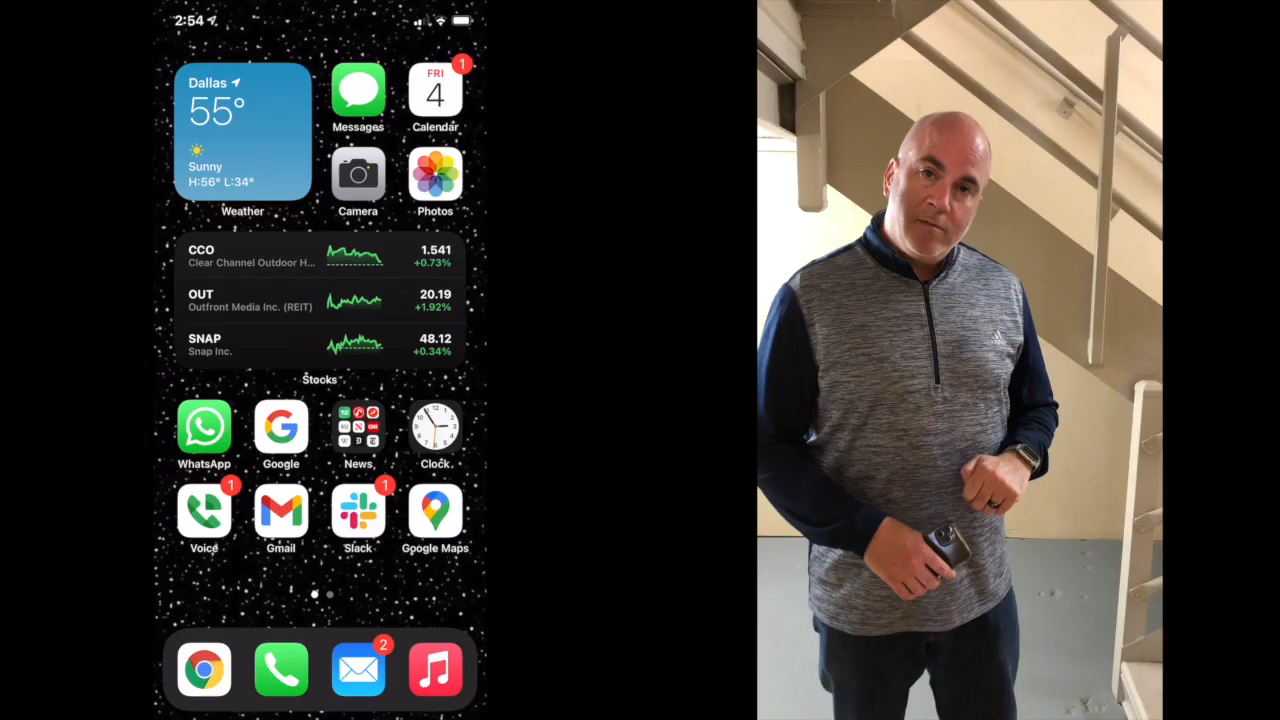 2:54
Dallas
55°
Sunny
H:56° L:34°
Weather
Messages
FRI
4
1
Calendar
Camera
Photos
CCO
Clear Channel Outdoor H...
1.541
+0.73%
OUT
Outfront Media Inc. (REIT)
20.19
+1.92%
SNAP
Snap Inc.
48.12
+0.34%
Stocks
WhatsApp
Google
News
Clock
1
Voice
Gmail
1
Slack
Google Maps
2